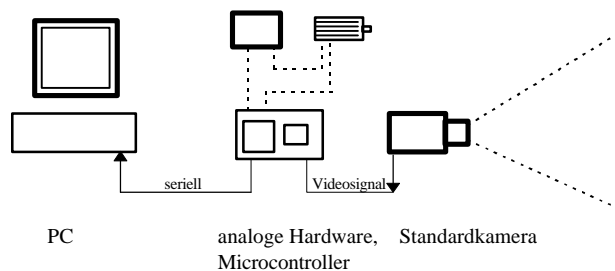 seriell
Videosignal
PC
analoge Hardware,
Microcontroller
Standardkamera